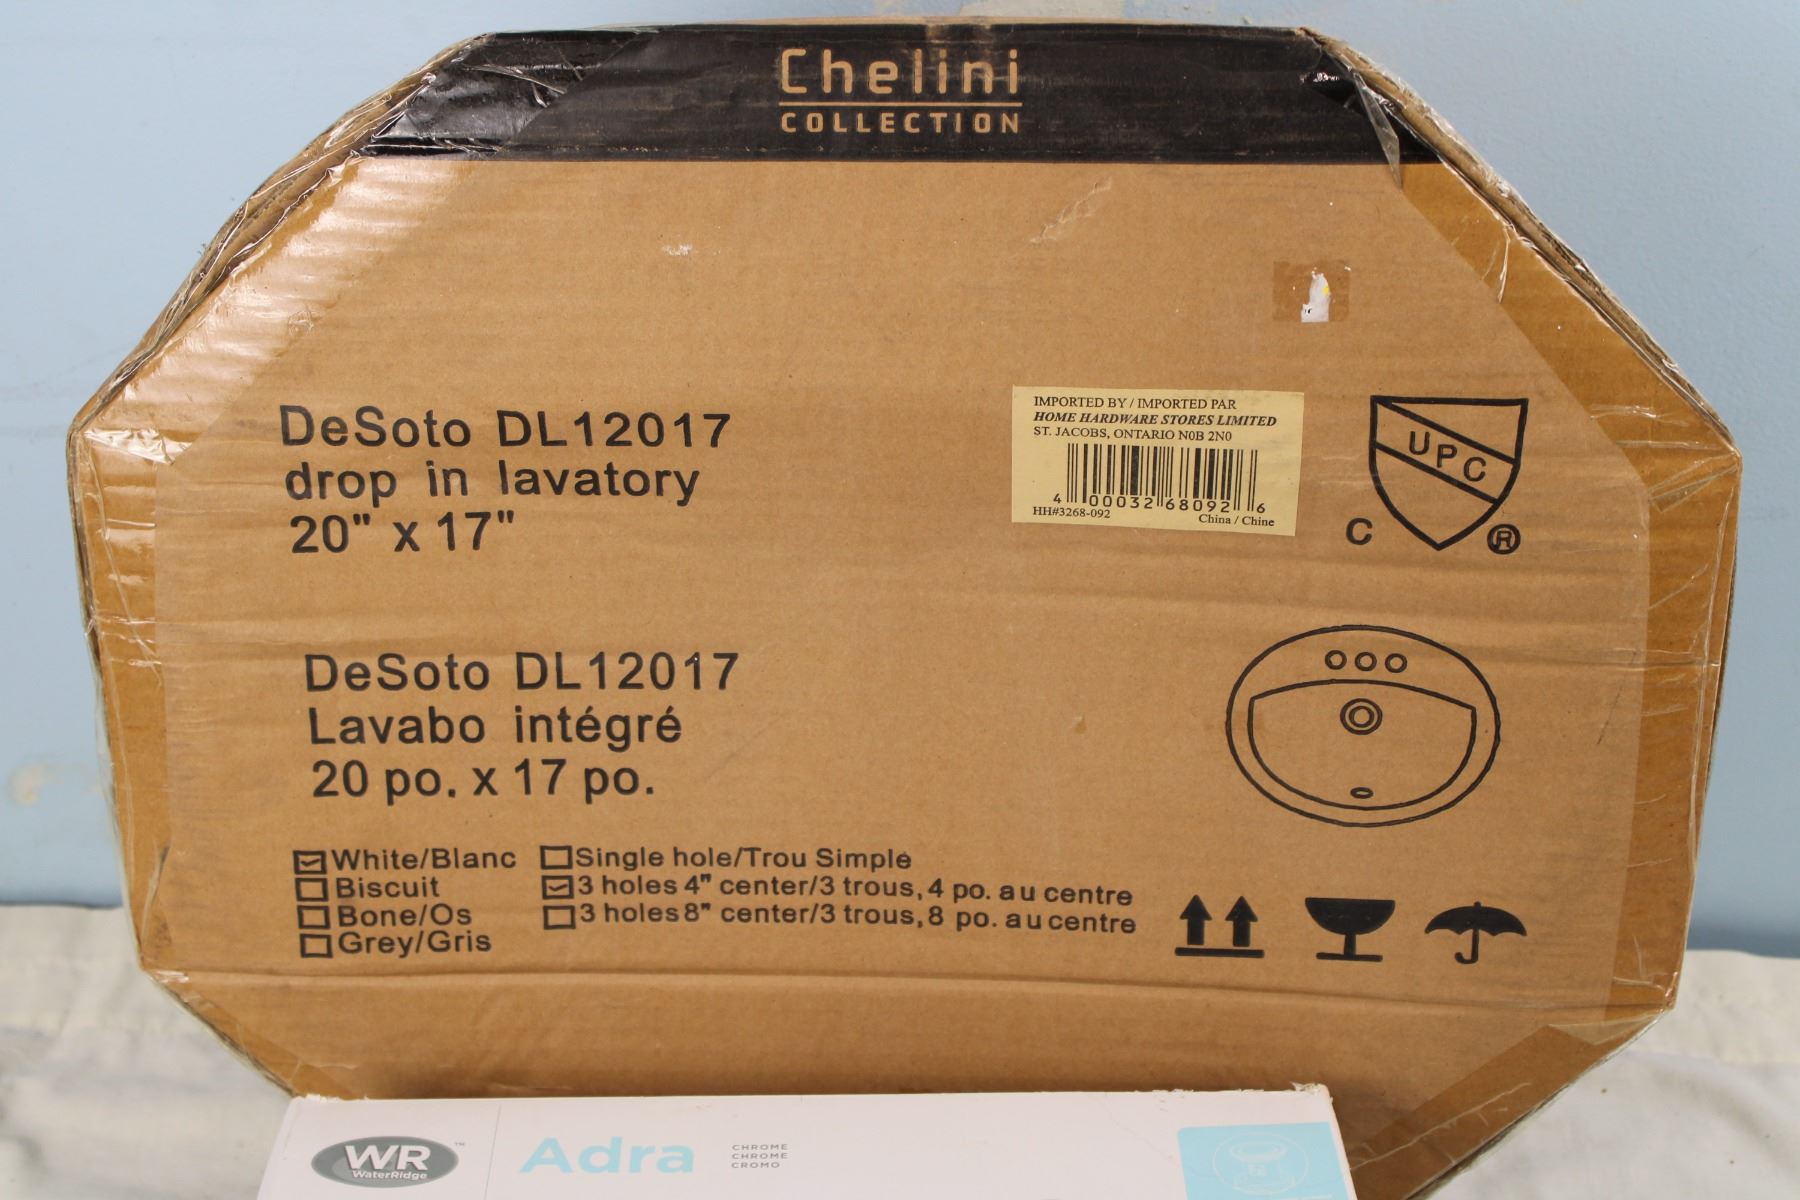 Chelini
COLLECTION
DeSoto DL12017
drop in lavatory
20" x 17"
IMPORTED BY / IMPORTED PAR
HOME HARDWARE STORES LIMITED
ST. JACOBS, ONTARIO N0B 2N0
4 00032 68092 6
HH#3268-092 China / Chine
UPC
C ®
DeSoto DL12017
Lavabo intégré
20 po. x 17 po.
White/Blanc Single hole/Trou Simple
Biscuit 3 holes 4" center/3 trous, 4 po. au centre
Bone/Os 3 holes 8" center/3 trous, 8 po. au centre
Grey/Gris
WR ™
WaterRidge
Adra
CHROME
CHROME
CROMO